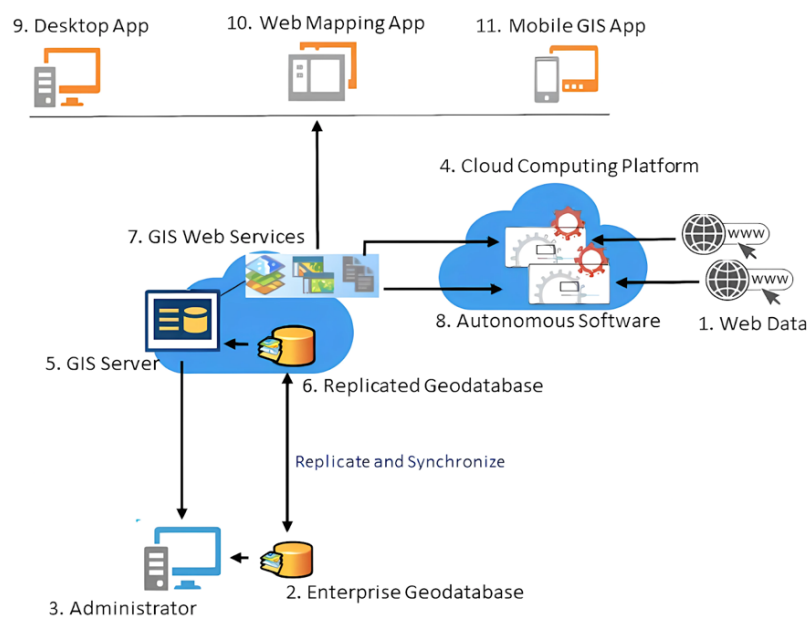 9. Desktop App
10. Web Mapping App
11. Mobile GIS App
4. Cloud Computing Platform
7. GIS Web Services
www
www
8. Autonomous Software
1. Web Data
5. GIS Server
6. Replicated Geodatabase
Replicate and Synchronize
2. Enterprise Geodatabase
3. Administrator